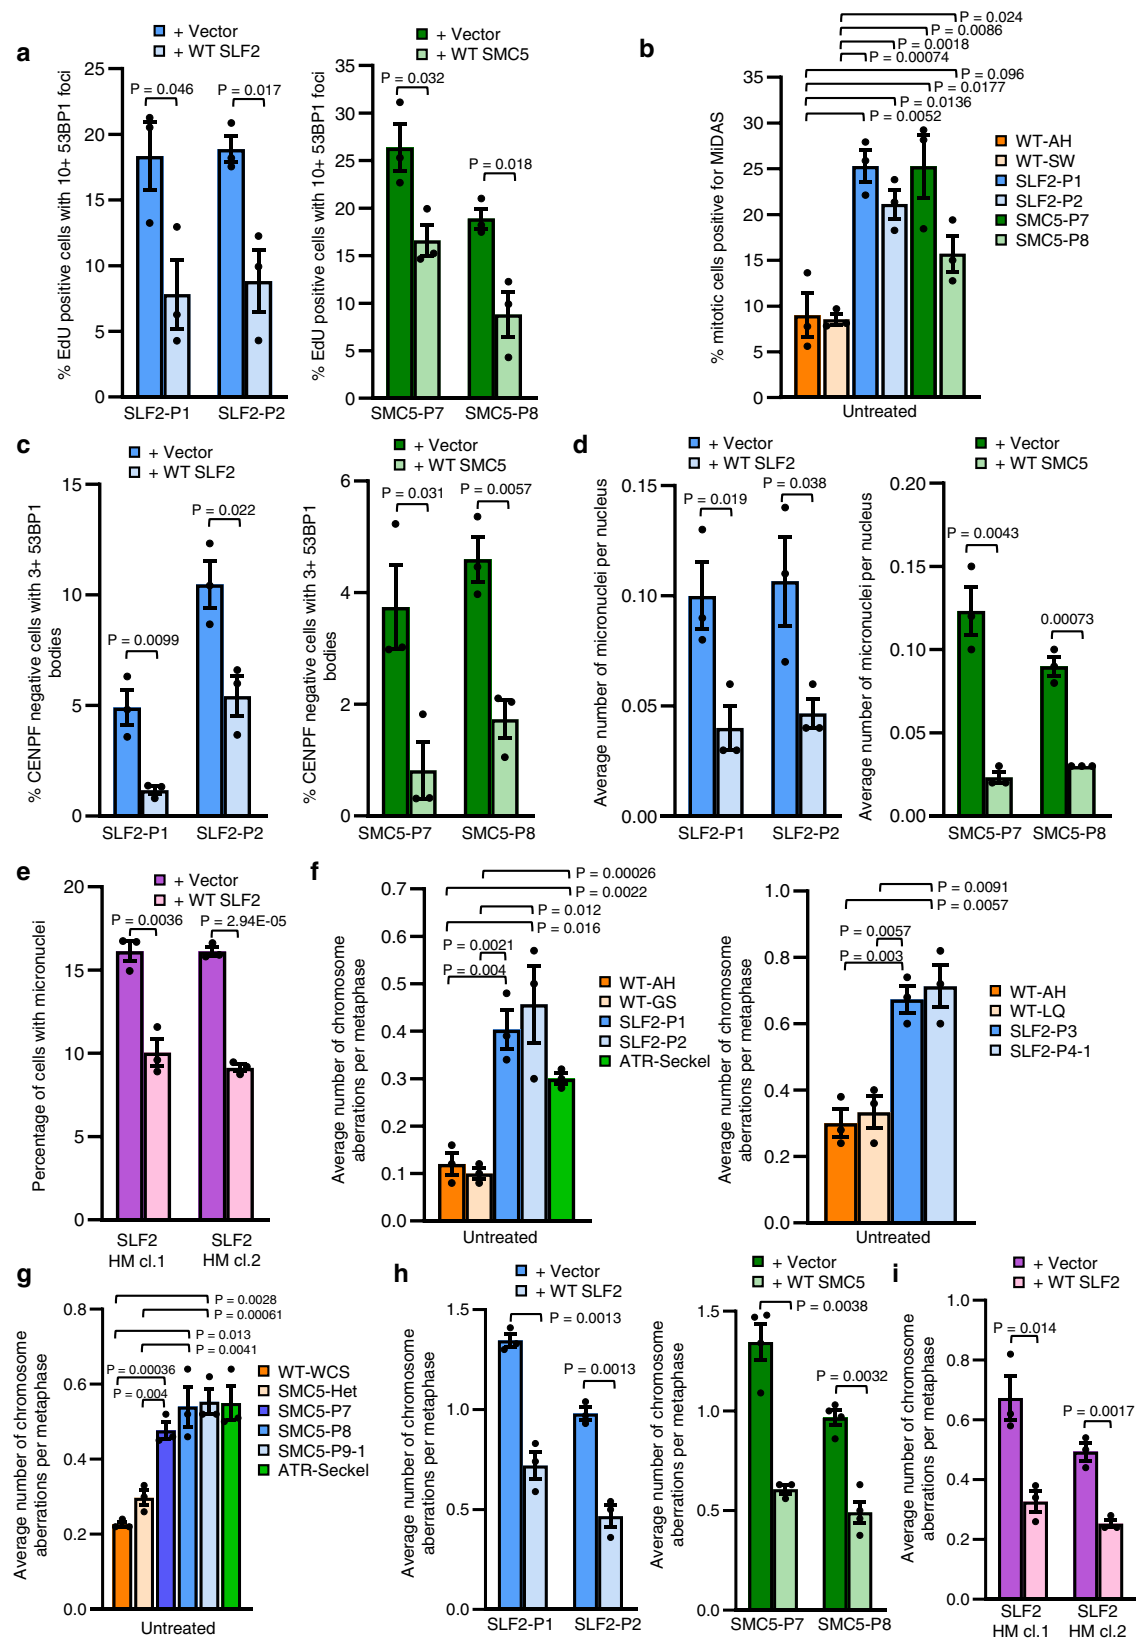 a
+ Vector
+ WT SLF2
% EdU positive cells with 10+ 53BP1 foci
25
20
15
10
5
0
P = 0.046
P = 0.017
SLF2-P1
SLF2-P2
+ Vector
+ WT SMC5
% EdU positive cells with 10+ 53BP1 foci
35
30
25
20
15
10
5
0
P = 0.032
P = 0.018
SMC5-P7
SMC5-P8
b
% mitotic cells positive for MiDAS
35
30
25
20
15
10
5
0
P = 0.024
P = 0.0086
P = 0.0018
P = 0.00074
P = 0.096
P = 0.0177
P = 0.0136
P = 0.0052
Untreated
WT-AH
WT-SW
SLF2-P1
SLF2-P2
SMC5-P7
SMC5-P8
c
+ Vector
+ WT SLF2
% CENPF negative cells with 3+ 53BP1
bodies
15
10
5
0
P = 0.0099
P = 0.022
SLF2-P1
SLF2-P2
+ Vector
+ WT SMC5
% CENPF negative cells with 3+ 53BP1
bodies
6
4
2
0
P = 0.031
P = 0.0057
SMC5-P7
SMC5-P8
d
+ Vector
+ WT SLF2
Average number of micronuclei per nucleus
0.15
0.10
0.05
0.00
P = 0.019
P = 0.038
SLF2-P1
SLF2-P2
+ Vector
+ WT SMC5
Average number of micronuclei per nucleus
0.20
0.15
0.10
0.05
0.00
P = 0.0043
0.00073
SMC5-P7
SMC5-P8
e
+ Vector
+ WT SLF2
Percentage of cells with micronuclei
20
15
10
5
0
P = 0.0036
P = 2.94E-05
SLF2
HM cl.1
SLF2
HM cl.2
f
Average number of chromosome
aberrations per metaphase
0.7
0.6
0.5
0.4
0.3
0.2
0.1
0.0
P = 0.00026
P = 0.0022
P = 0.012
P = 0.016
P = 0.0021
P = 0.004
Untreated
WT-AH
WT-GS
SLF2-P1
SLF2-P2
ATR-Seckel
Average number of chromosome
aberrations per metaphase
1.0
0.8
0.6
0.4
0.2
0.0
P = 0.0091
P = 0.0057
P = 0.0057
P = 0.003
Untreated
WT-AH
WT-LQ
SLF2-P3
SLF2-P4-1
g
Average number of chromosome
aberrations per metaphase
0.8
0.6
0.4
0.2
0.0
P = 0.0028
P = 0.00061
P = 0.013
P = 0.0041
P = 0.00036
P = 0.004
Untreated
WT-WCS
SMC5-Het
SMC5-P7
SMC5-P8
SMC5-P9-1
ATR-Seckel
h
+ Vector
+ WT SLF2
Average number of chromosome
aberrations per metaphase
1.5
1.0
0.5
0.0
P = 0.0013
P = 0.0013
SLF2-P1
SLF2-P2
+ Vector
+ WT SMC5
Average number of chromosome
aberrations per metaphase
1.5
1.0
0.5
0.0
P = 0.0038
P = 0.0032
SMC5-P7
SMC5-P8
i
+ Vector
+ WT SLF2
Average number of chromosome
aberrations per metaphase
1.0
0.8
0.6
0.4
0.2
0.0
P = 0.014
P = 0.0017
SLF2
HM cl.1
SLF2
HM cl.2